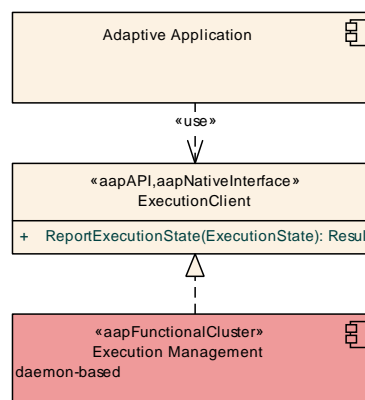 Adaptive Application
«use»
«aapAPI,aapNativeInterface»
ExecutionClient
+ ReportExecutionState(ExecutionState): Resul
«aapFunctionalCluster»
Execution Management
daemon-based